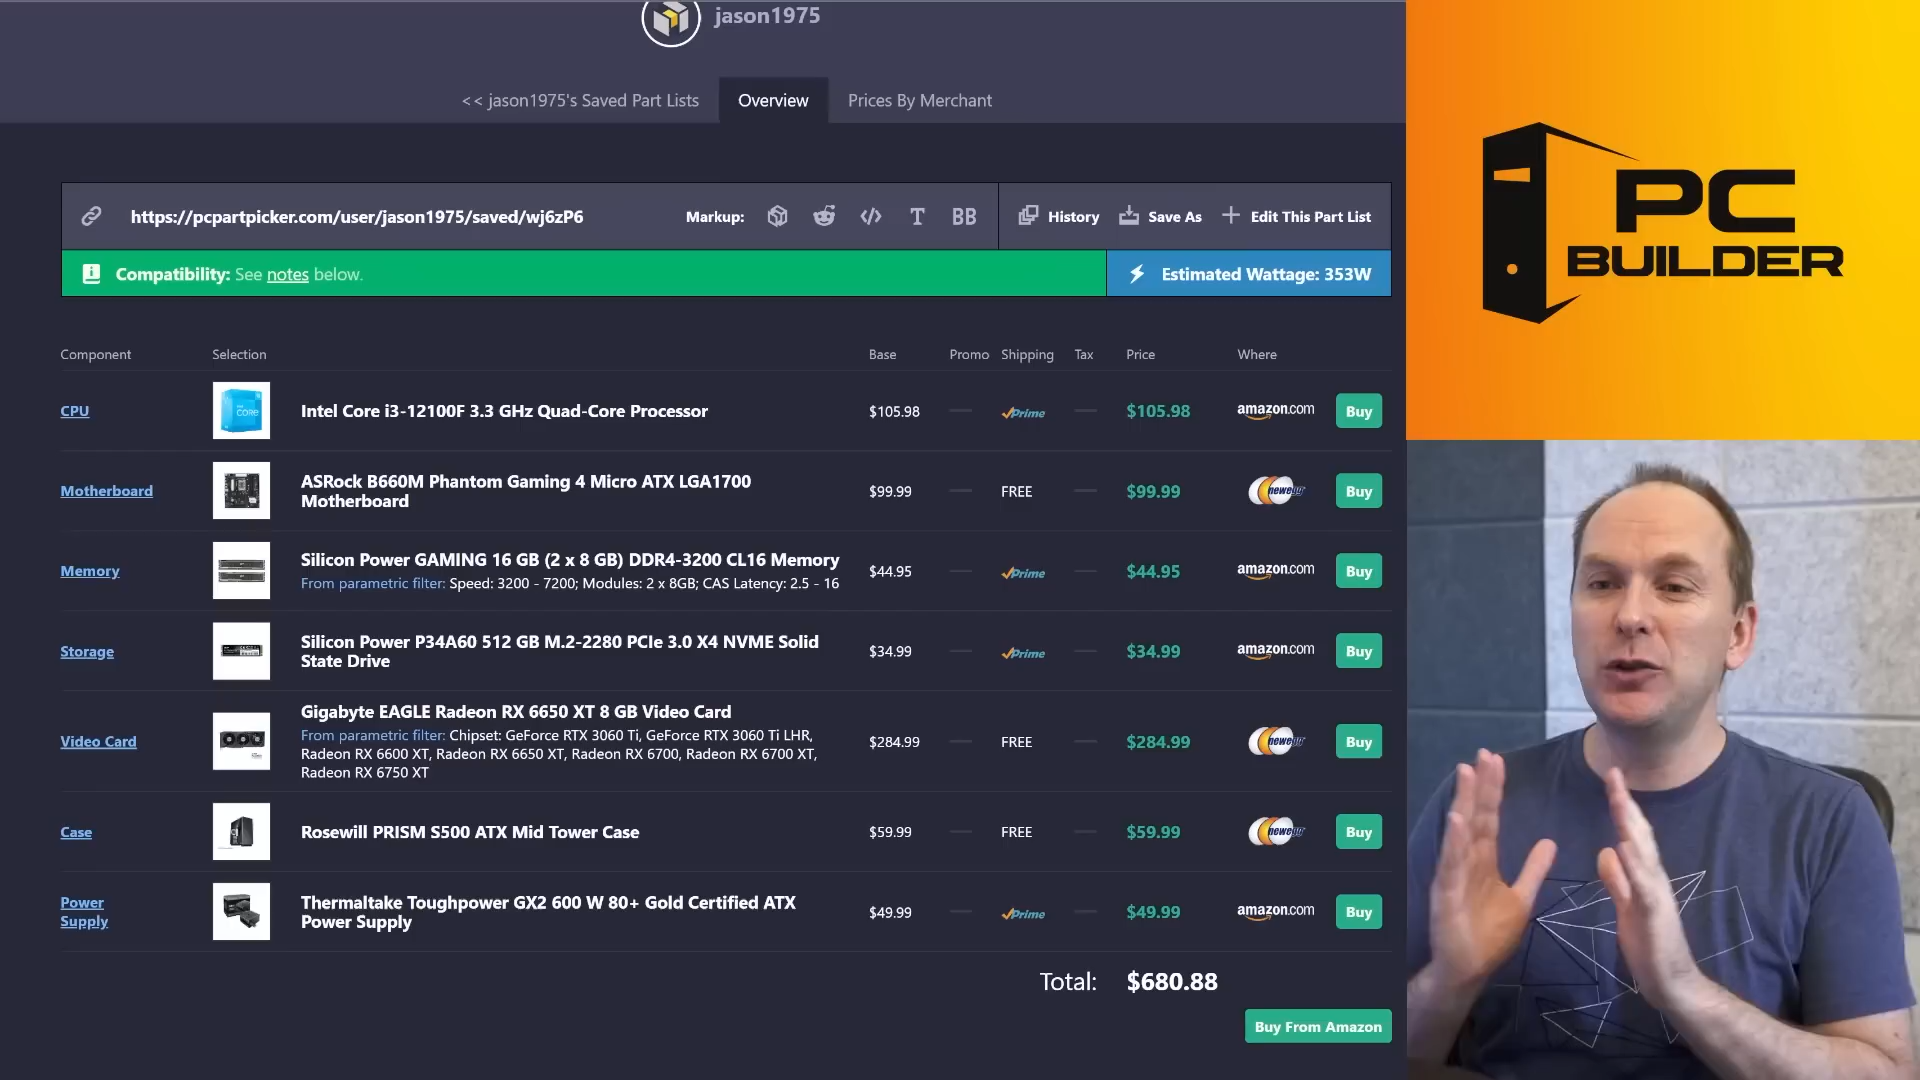 jason1975
<< jason1975's Saved Part Lists
Overview
Prices By Merchant
https://pcpartpicker.com/user/jason1975/saved/wj6zP6
Markup:
T
BB
History
Save As
Edit This Part List
Compatibility: See notes below.
Estimated Wattage: 353W
Component Selection Base Promo Shipping Tax Price Where
CPU
CORE
Intel Core i3-12100F 3.3 GHz Quad-Core Processor
$105.98
Prime
$105.98
amazon.com
Buy
Motherboard
ASRock B660M Phantom Gaming 4 Micro ATX LGA1700
Motherboard
$99.99
FREE
$99.99
newegg
Buy
Memory
Silicon Power GAMING 16 GB (2 x 8 GB) DDR4-3200 CL16 Memory
From parametric filter: Speed: 3200 - 7200; Modules: 2 x 8GB; CAS Latency: 2.5 - 16
$44.95
Prime
$44.95
amazon.com
Buy
Storage
Silicon Power P34A60 512 GB M.2-2280 PCIe 3.0 X4 NVME Solid
State Drive
$34.99
Prime
$34.99
amazon.com
Buy
Video Card
Gigabyte EAGLE Radeon RX 6650 XT 8 GB Video Card
From parametric filter: Chipset: GeForce RTX 3060 Ti, GeForce RTX 3060 Ti LHR,
Radeon RX 6600 XT, Radeon RX 6650 XT, Radeon RX 6700, Radeon RX 6700 XT,
Radeon RX 6750 XT
$284.99
FREE
$284.99
newegg
Buy
Case
Rosewill PRISM S500 ATX Mid Tower Case
$59.99
FREE
$59.99
newegg
Buy
Power
Supply
Thermaltake Toughpower GX2 600 W 80+ Gold Certified ATX
Power Supply
$49.99
Prime
$49.99
amazon.com
Buy
Total: $680.88
Buy From Amazon
PC
BUILDER